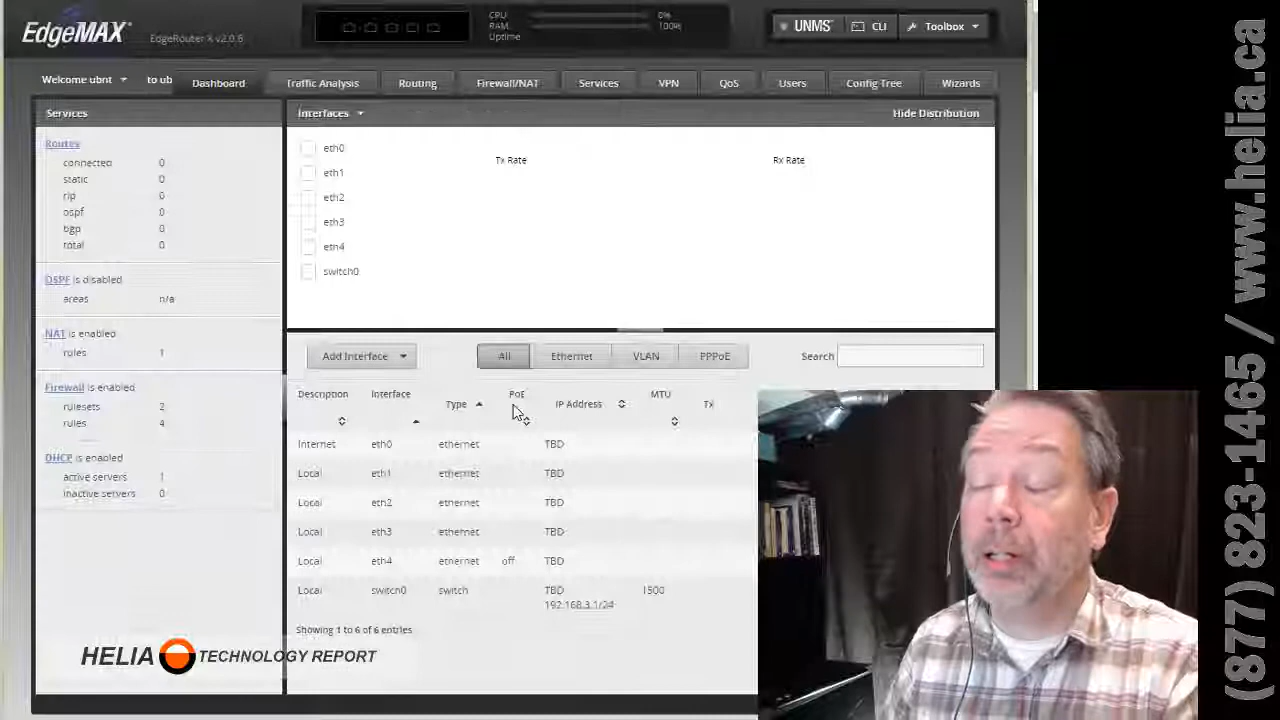 EdgeMAX
EdgeRouter X v2.0.6
CPU 0%
RAM 100%
Uptime
UNMS
CLI
Toolbox
Welcome ubnt
to ub
Dashboard
Traffic Analysis
Routing
Firewall/NAT
Services
VPN
QoS
Users
Config Tree
Wizards
Services
Routes
connected 0
static 0
rip 0
ospf 0
bgp 0
total 0
OSPF is disabled
areas n/a
NAT is enabled
rules 1
Firewall is enabled
rulesets 2
rules 4
DHCP is enabled
active servers 1
inactive servers 0
Interfaces
Hide Distribution
eth0
eth1
eth2
eth3
eth4
switch0
Tx Rate
Rx Rate
Add Interface
All
Ethernet
VLAN
PPPoE
Search
Description Interface Type PoE IP Address MTU Tx
Internet eth0 ethernet TBD
Local eth1 ethernet TBD
Local eth2 ethernet TBD
Local eth3 ethernet TBD
Local eth4 ethernet off TBD
Local switch0 switch TBD 1500
192.168.3.1/24
Showing 1 to 6 of 6 entries
HELIA TECHNOLOGY REPORT
(877) 823-1465 / www.helia.ca